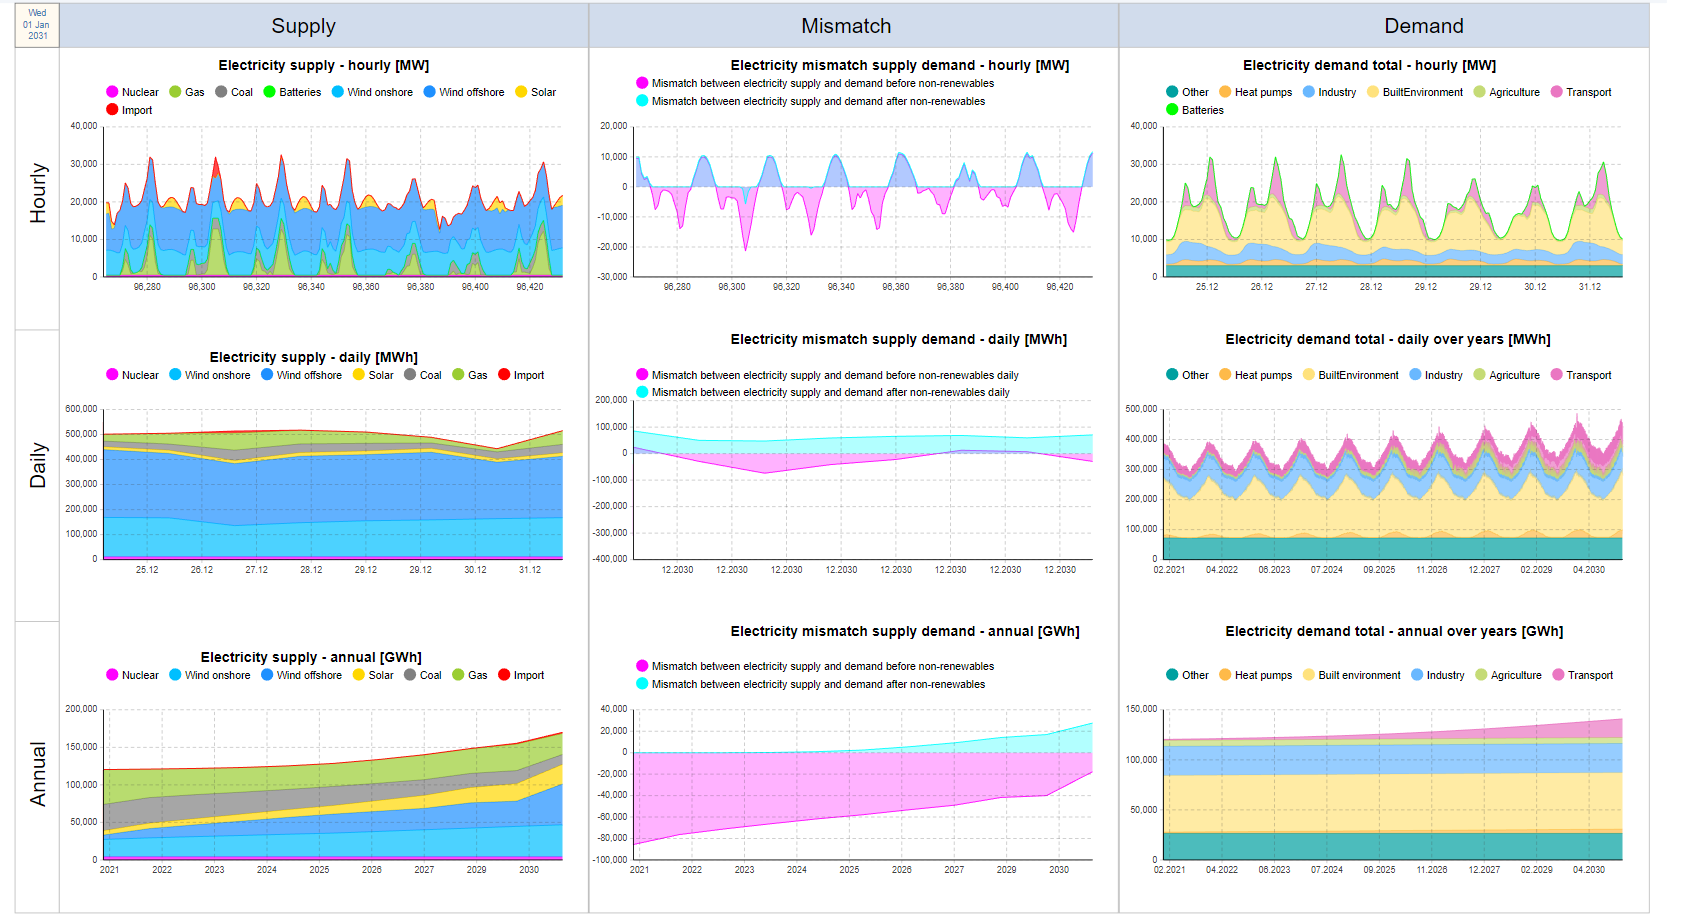 Wed
01 Jan
2031
Supply
Mismatch
Demand
Hourly
Electricity supply - hourly [MW]
Nuclear Gas Coal Batteries Wind onshore Wind offshore Solar
Import
40,000
30,000
20,000
10,000
0
96,280 96,300 96,320 96,340 96,360 96,380 96,400 96,420
Electricity mismatch supply demand - hourly [MW]
Mismatch between electricity supply and demand before non-renewables
Mismatch between electricity supply and demand after non-renewables
20,000
10,000
0
-10,000
-20,000
-30,000
96,280 96,300 96,320 96,340 96,360 96,380 96,400 96,420
Electricity demand total - hourly [MW]
Other Heat pumps Industry BuiltEnvironment Agriculture Transport
Batteries
40,000
30,000
20,000
10,000
0
25.12 26.12 27.12 28.12 29.12 29.12 30.12 31.12
Daily
Electricity supply - daily [MWh]
Nuclear Wind onshore Wind offshore Solar Coal Gas Import
600,000
500,000
400,000
300,000
200,000
100,000
0
25.12 26.12 27.12 28.12 29.12 29.12 30.12 31.12
Electricity mismatch supply demand - daily [MWh]
Mismatch between electricity supply and demand before non-renewables daily
Mismatch between electricity supply and demand after non-renewables daily
200,000
100,000
0
-100,000
-200,000
-300,000
-400,000
12.2030 12.2030 12.2030 12.2030 12.2030 12.2030 12.2030 12.2030
Electricity demand total - daily over years [MWh]
Other Heat pumps BuiltEnvironment Industry Agriculture Transport
500,000
400,000
300,000
200,000
100,000
0
02.2021 04.2022 06.2023 07.2024 09.2025 11.2026 12.2027 02.2029 04.2030
Annual
Electricity supply - annual [GWh]
Nuclear Wind onshore Wind offshore Solar Coal Gas Import
200,000
150,000
100,000
50,000
0
2021 2022 2023 2024 2025 2026 2027 2029 2030
Electricity mismatch supply demand - annual [GWh]
Mismatch between electricity supply and demand before non-renewables
Mismatch between electricity supply and demand after non-renewables
40,000
20,000
0
-20,000
-40,000
-60,000
-80,000
-100,000
2021 2022 2023 2024 2025 2026 2027 2029 2030
Electricity demand total - annual over years [GWh]
Other Heat pumps Built environment Industry Agriculture Transport
150,000
100,000
50,000
0
02.2021 04.2022 06.2023 07.2024 09.2025 11.2026 12.2027 02.2029 04.2030